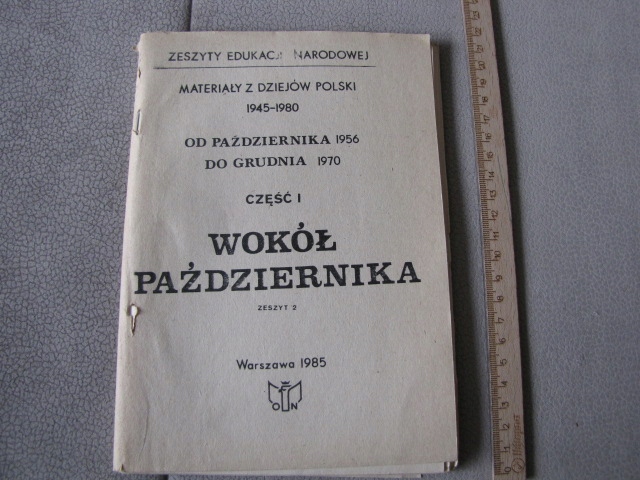 ZESZYTY EDUKACJI NARODOWEJ
MATERIAŁY Z DZIEJÓW POLSKI
1945-1980
OD PAŹDZIERNIKA 1956
DO GRUDNIA 1970
CZĘŚĆ I
WOKÓŁ
PAŹDZIERNIKA
ZESZYT 2
Warszawa 1985
O N